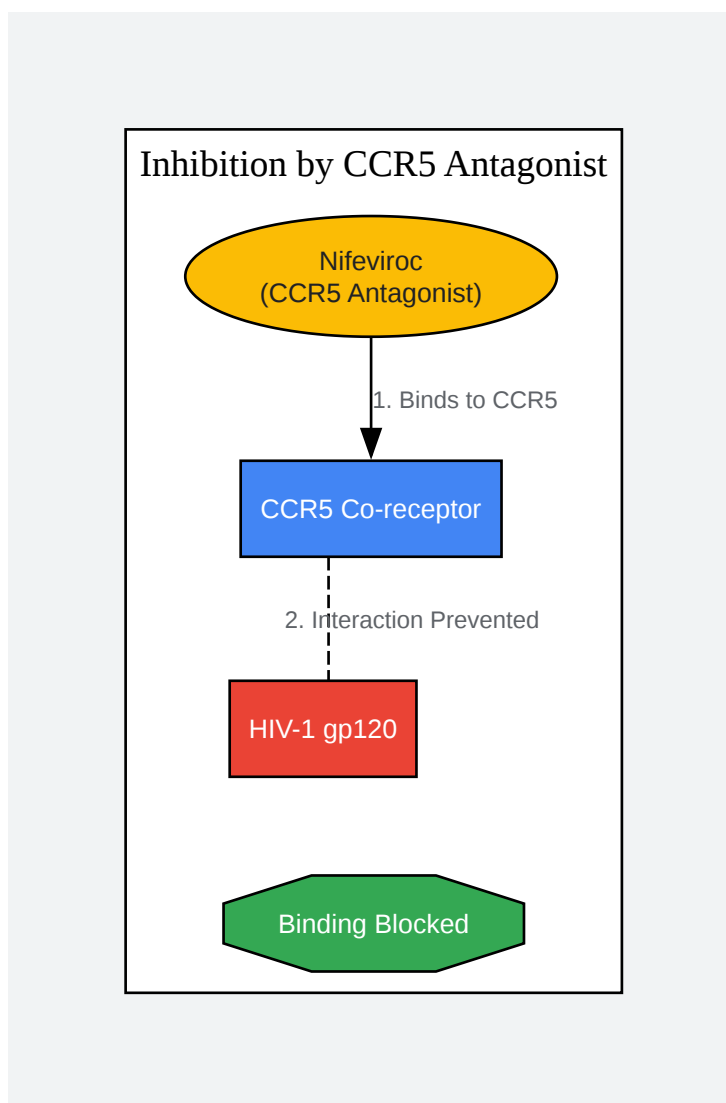 Inhibition by CCR5 Antagonist
Nifeviroc
(CCR5 Antagonist)
1. Binds to CCR5
CCR5 Co-receptor
2. Interaction Prevented
HIV-1 gp120
Binding Blocked